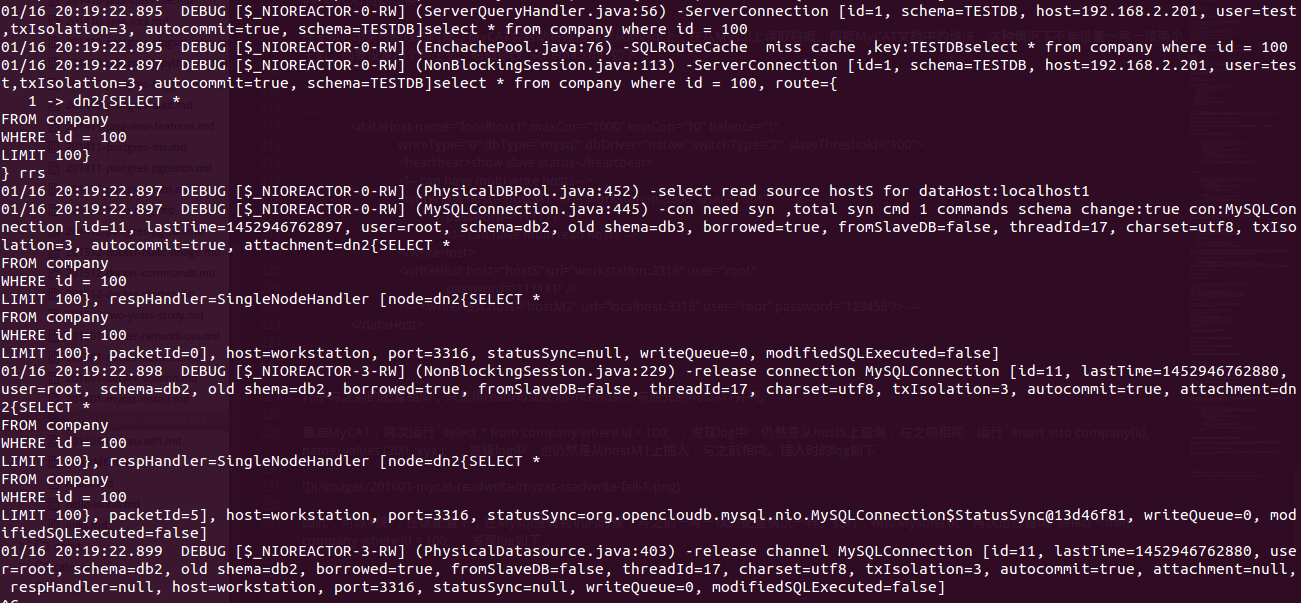 01/16 20:19:22.895  DEBUG [$_NIOREACTOR-0-RW] (ServerQueryHandler.java:56) -ServerConnection [id=1, schema=TESTDB, host=192.168.2.201, user=test
,txIsolation=3, autocommit=true, schema=TESTDB]select * from company where id = 100
01/16 20:19:22.895  DEBUG [$_NIOREACTOR-0-RW] (EnchachePool.java:76) -SQLRouteCache  miss cache ,key:TESTDBselect * from company where id = 100
01/16 20:19:22.897  DEBUG [$_NIOREACTOR-0-RW] (NonBlockingSession.java:113) -ServerConnection [id=1, schema=TESTDB, host=192.168.2.201, user=tes
t,txIsolation=3, autocommit=true, schema=TESTDB]select * from company where id = 100, route={
   1 -> dn2{SELECT *
FROM company
WHERE id = 100
LIMIT 100}
} rrs
01/16 20:19:22.897  DEBUG [$_NIOREACTOR-0-RW] (PhysicalDBPool.java:452) -select read source hostS for dataHost:localhost1
01/16 20:19:22.897  DEBUG [$_NIOREACTOR-0-RW] (MySQLConnection.java:445) -con need syn ,total syn cmd 1 commands schema change:true con:MySQLCon
nection [id=11, lastTime=1452946762897, user=root, schema=db2, old shema=db3, borrowed=true, fromSlaveDB=false, threadId=17, charset=utf8, txIso
lation=3, autocommit=true, attachment=dn2{SELECT *
FROM company
WHERE id = 100
LIMIT 100}, respHandler=SingleNodeHandler [node=dn2{SELECT *
FROM company
WHERE id = 100
LIMIT 100}, packetId=0], host=workstation, port=3316, statusSync=null, writeQueue=0, modifiedSQLExecuted=false]
01/16 20:19:22.898  DEBUG [$_NIOREACTOR-3-RW] (NonBlockingSession.java:229) -release connection MySQLConnection [id=11, lastTime=1452946762880, 
user=root, schema=db2, old shema=db2, borrowed=true, fromSlaveDB=false, threadId=17, charset=utf8, txIsolation=3, autocommit=true, attachment=dn
2{SELECT *
FROM company
WHERE id = 100
LIMIT 100}, respHandler=SingleNodeHandler [node=dn2{SELECT *
FROM company
WHERE id = 100
LIMIT 100}, packetId=5], host=workstation, port=3316, statusSync=org.opencloudb.mysql.nio.MySQLConnection$StatusSync@13d46f81, writeQueue=0, mod
ifiedSQLExecuted=false]
01/16 20:19:22.899  DEBUG [$_NIOREACTOR-3-RW] (PhysicalDatasource.java:403) -release channel MySQLConnection [id=11, lastTime=1452946762880, use
r=root, schema=db2, old shema=db2, borrowed=true, fromSlaveDB=false, threadId=17, charset=utf8, txIsolation=3, autocommit=true, attachment=null,
 respHandler=null, host=workstation, port=3316, statusSync=null, writeQueue=0, modifiedSQLExecuted=false]